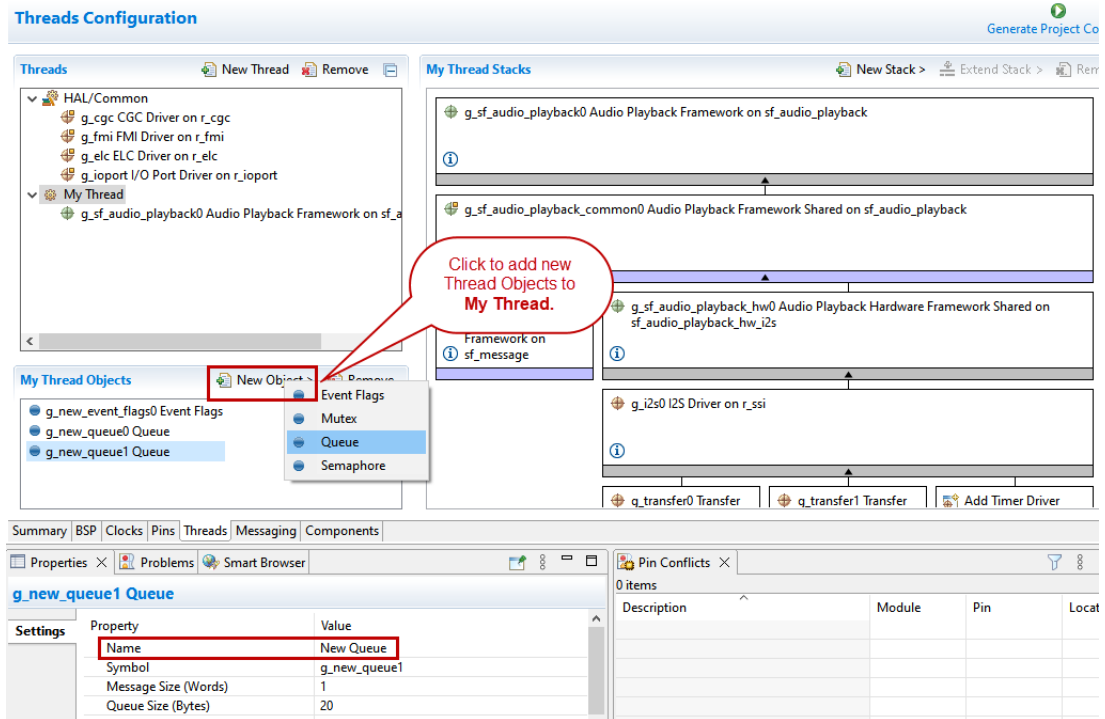 Threads Configuration
Generate Project Co
Threads
New Thread
Remove
HAL/Common
g_cgc CGC Driver on r_cgc
g_fmi FMI Driver on r_fmi
g_elc ELC Driver on r_elc
g_ioport I/O Port Driver on r_ioport
My Thread
g_sf_audio_playback0 Audio Playback Framework on sf_a
My Thread Stacks
New Stack >
Extend Stack >
Rem
g_sf_audio_playback0 Audio Playback Framework on sf_audio_playback
g_sf_audio_playback_common0 Audio Playback Framework Shared on sf_audio_playback
Click to add new
Thread Objects to
My Thread.
Framework on
sf_message
g_sf_audio_playback_hw0 Audio Playback Hardware Framework Shared on
sf_audio_playback_hw_i2s
g_i2s0 I2S Driver on r_ssi
g_transfer0 Transfer
g_transfer1 Transfer
Add Timer Driver
My Thread Objects
New Object >
Remove
g_new_event_flags0 Event Flags
g_new_queue0 Queue
g_new_queue1 Queue
Event Flags
Mutex
Queue
Semaphore
Summary BSP Clocks Pins Threads Messaging Components
Properties
Problems
Smart Browser
g_new_queue1 Queue
Settings
Property Value
Name New Queue
Symbol g_new_queue1
Message Size (Words) 1
Queue Size (Bytes) 20
Pin Conflicts
0 items
Description Module Pin Locat